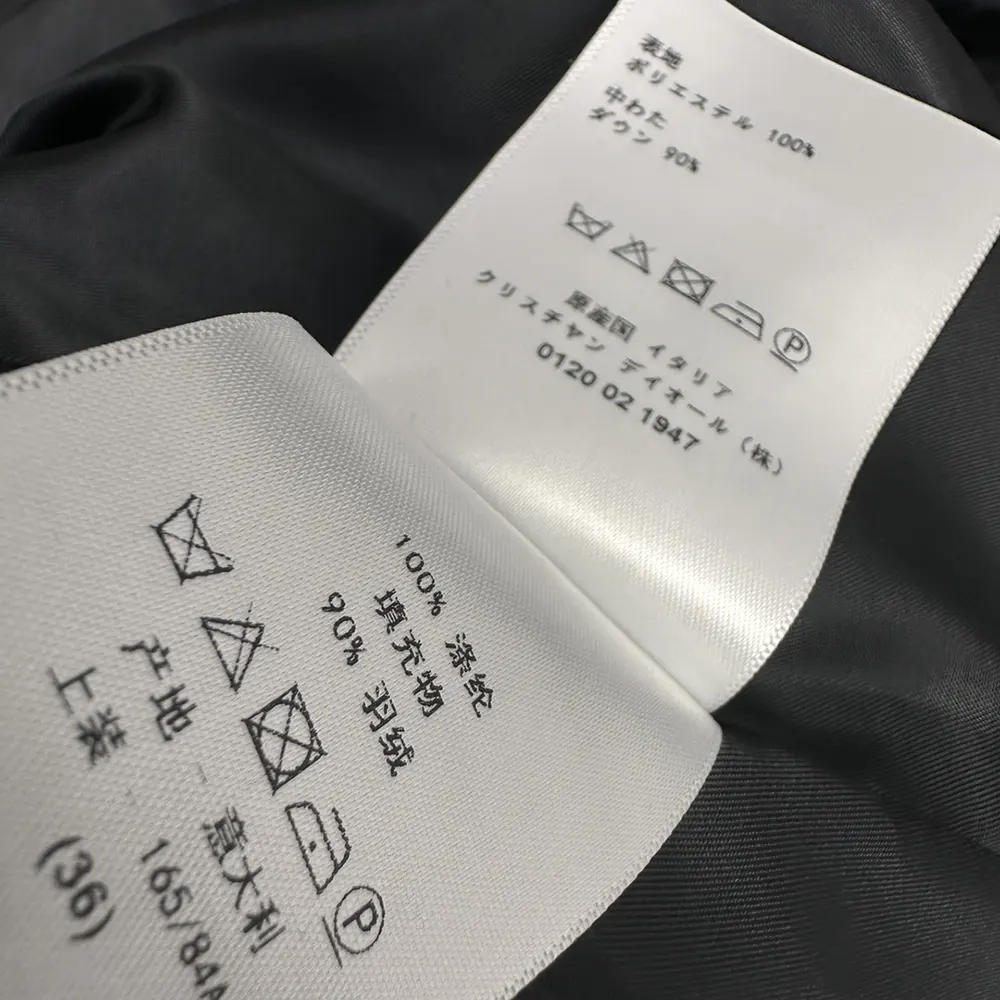 表地
ポリエステル 100%
中わた
ダウン 90%
P
原産国 イタリア
クリスチャン ディオール (株)
0120 02 1947
100% 涤纶
填充物
90% 羽绒
P
产地 - 意大利
上装 165/84A
(36)